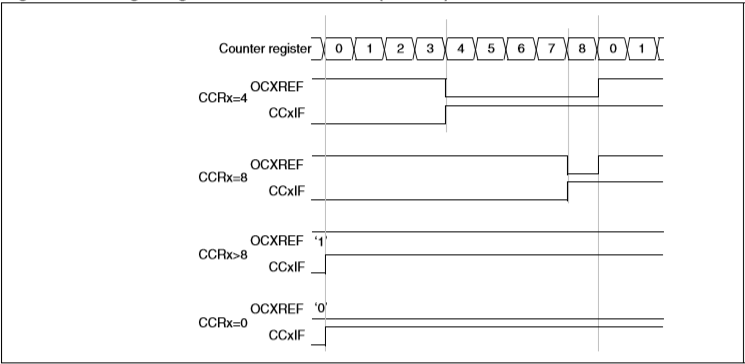 Counter register 0 1 2 3 4 5 6 7 8 0 1
OCXREF
CCRx=4
CCxIF
OCXREF
CCRx=8
CCxIF
OCXREF '1'
CCRx>8
CCxIF
OCXREF '0'
CCRx=0
CCxIF